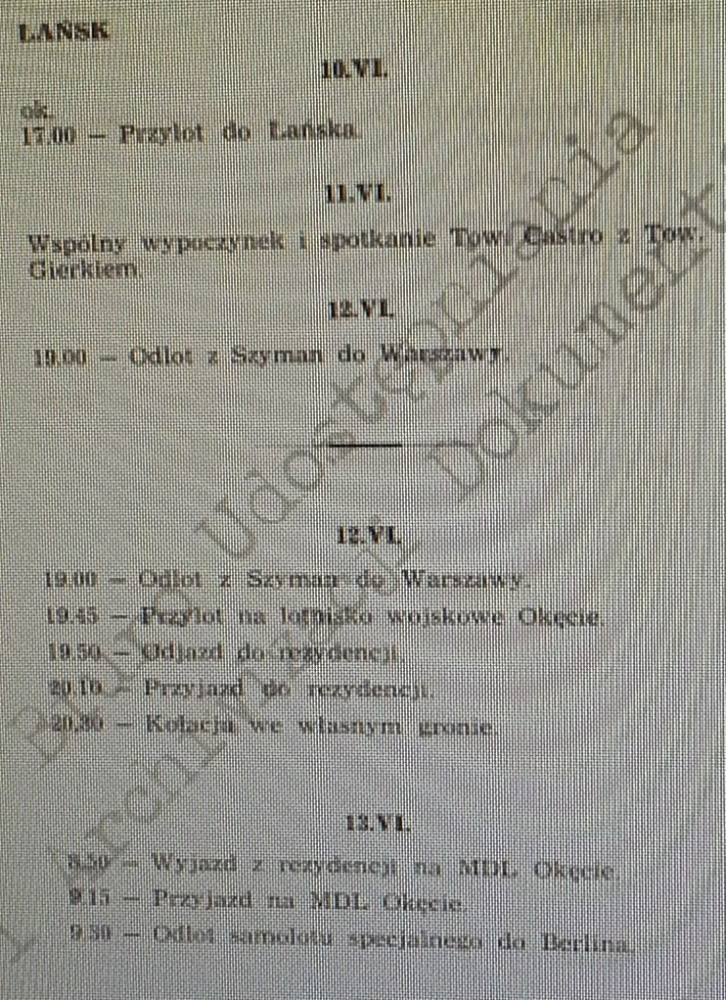 ŁAŃSK
10.VI.
ok.
17.00 — Przylot do Łańska.
11.VI.
Wspólny wypoczynek i spotkanie Tow. Castro z Tow.
Gierkiem.
12.VI.
19.00 — Odlot z Szyman do Warszawy.
12.VI.
19.00 — Odlot z Szyman do Warszawy.
19.45 — Przylot na lotnisko wojskowe Okęcie.
19.50 — Odjazd do rezydencji.
20.10 — Przyjazd do rezydencji.
20.30 — Kolacja we własnym gronie.
13.VI.
8.50 — Wyjazd z rezydencji na MDL Okęcie.
9.15 — Przyjazd na MDL Okęcie.
9.30 — Odlot samolotu specjalnego do Berlina.
Biuro Udostępniania
Dokument